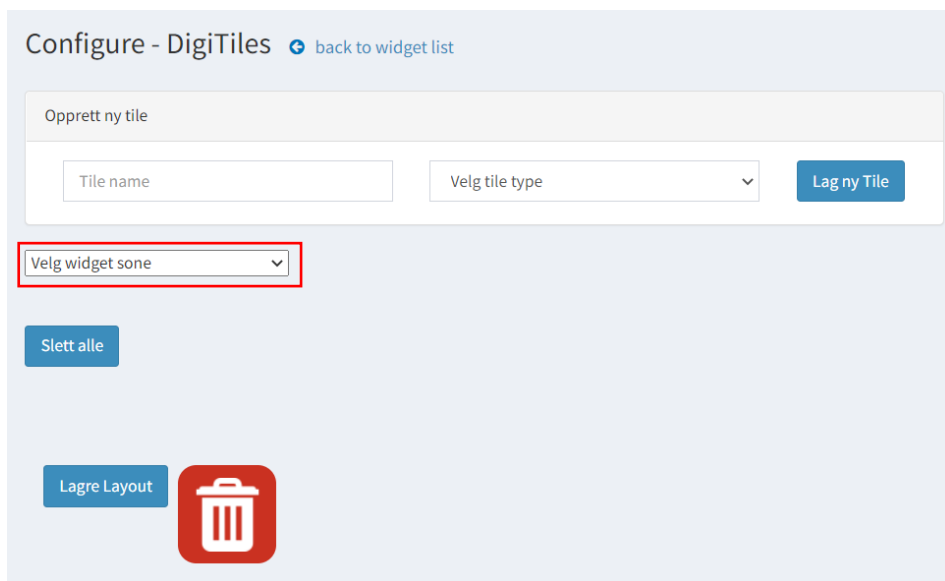 Configure - DigiTiles back to widget list
Opprett ny tile
Tile name Velg tile type Lag ny Tile
Velg widget sone
Slett alle
Lagre Layout